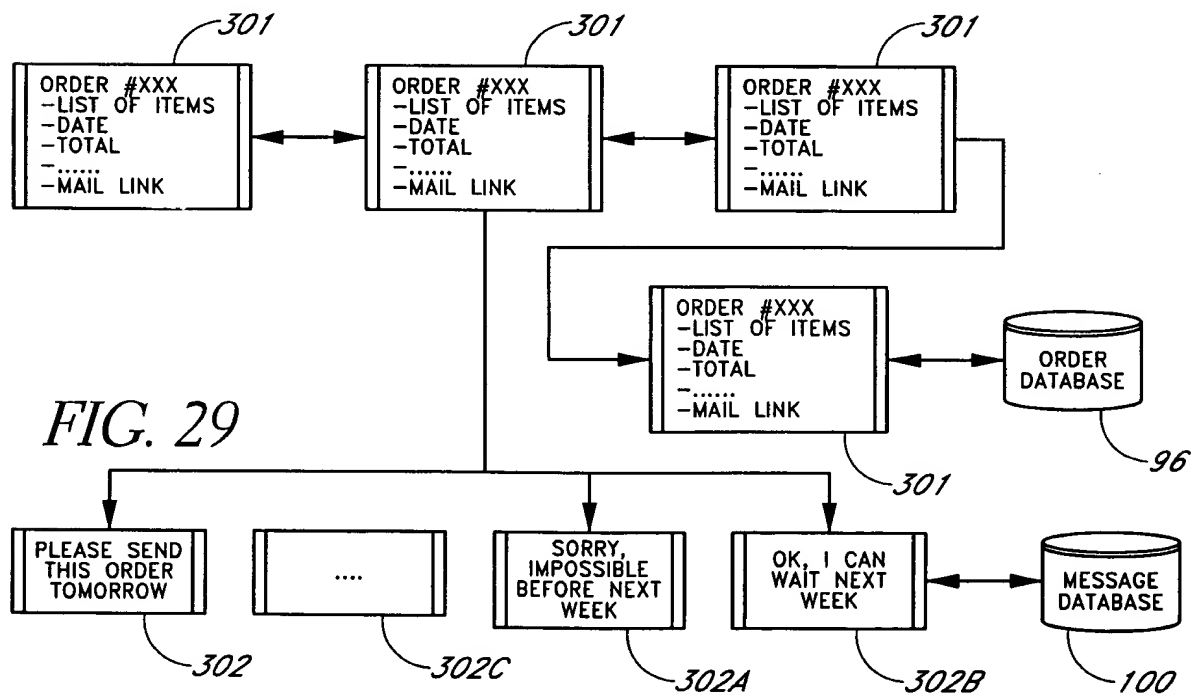 301
301
301
ORDER #XXX
-LIST OF ITEMS
-DATE
-TOTAL
-......
-MAIL LINK
ORDER #XXX
-LIST OF ITEMS
-DATE
-TOTAL
-......
-MAIL LINK
ORDER #XXX
-LIST OF ITEMS
-DATE
-TOTAL
-......
-MAIL LINK
ORDER #XXX
-LIST OF ITEMS
-DATE
-TOTAL
-......
-MAIL LINK
ORDER
DATABASE
96
301
FIG. 29
PLEASE SEND
THIS ORDER
TOMORROW
....
SORRY,
IMPOSSIBLE
BEFORE NEXT
WEEK
OK, I CAN
WAIT NEXT
WEEK
MESSAGE
DATABASE
302
302C
302A
302B
100